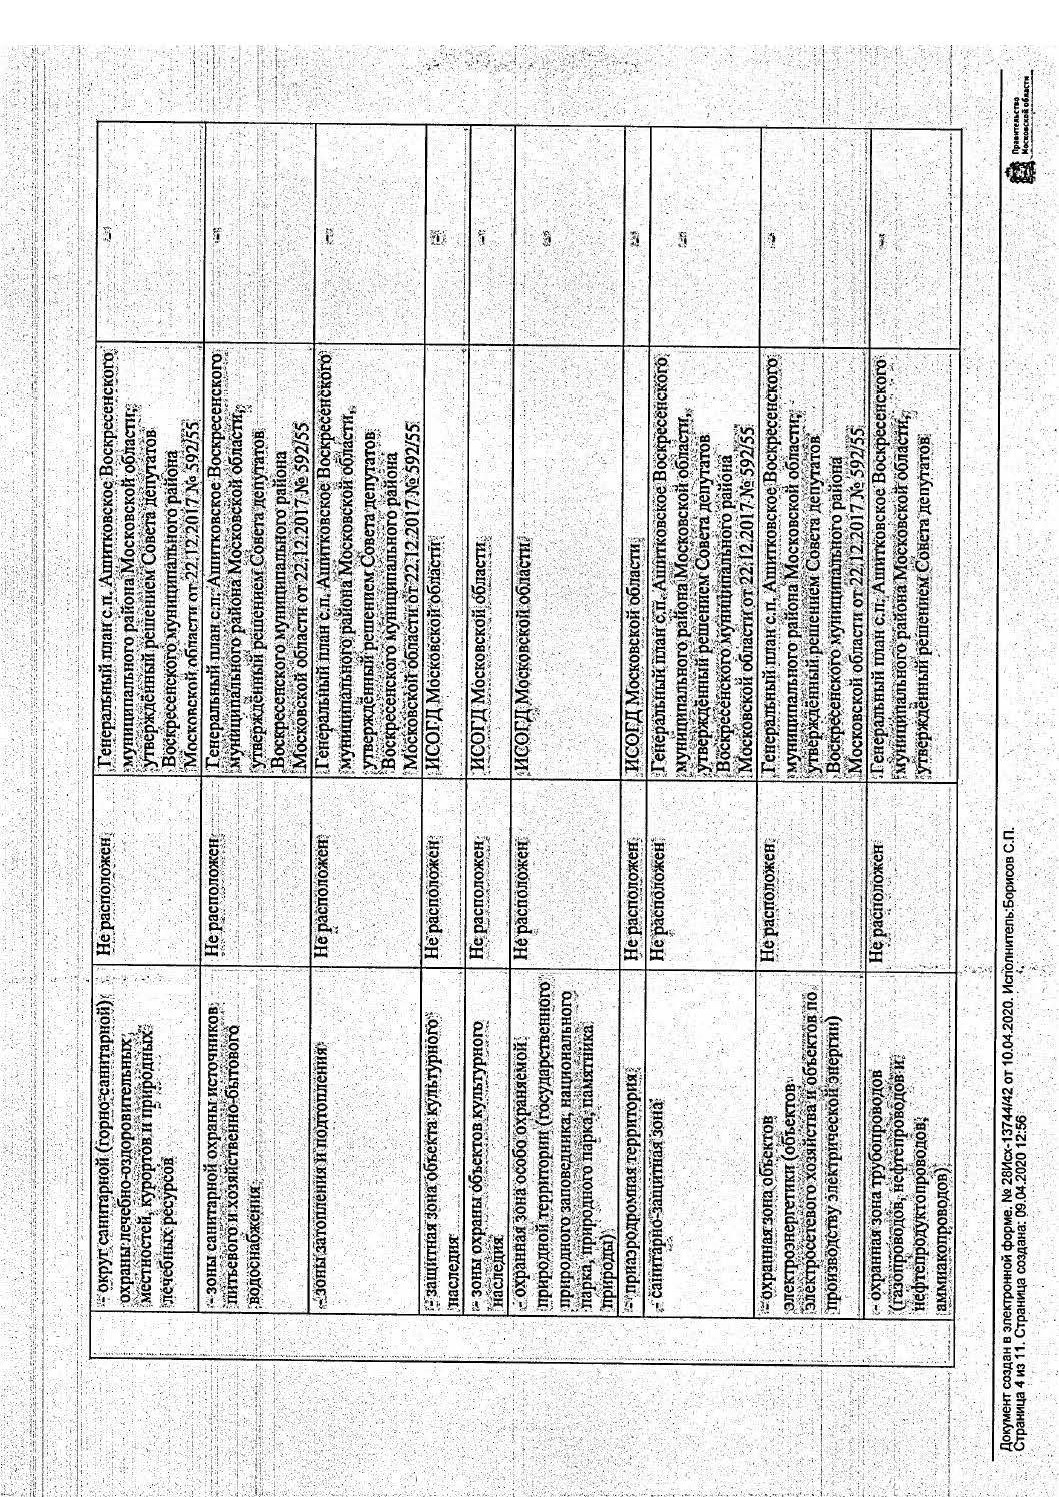 - округ санитарной (горно-санитарной)
охраны лечебно-оздоровительных
местностей, курортов и природных
лечебных ресурсов
Не расположен
Генеральный план с.п. Ашитковское Воскресенского
муниципального района Московской области,
утверждённый решением Совета депутатов
Воскресенского муниципального района
Московской области от 22.12.2017 № 592/55
-
- зоны санитарной охраны источников
питьевого и хозяйственно-бытового
водоснабжения
Не расположен
Генеральный план с.п. Ашитковское Воскресенского
муниципального района Московской области,
утверждённый решением Совета депутатов
Воскресенского муниципального района
Московской области от 22.12.2017 № 592/55
-
- зоны затопления и подтопления
Не расположен
Генеральный план с.п. Ашитковское Воскресенского
муниципального района Московской области,
утверждённый решением Совета депутатов
Воскресенского муниципального района
Московской области от 22.12.2017 № 592/55
-
- защитная зона объекта культурного
наследия
Не расположен
ИСОГД Московской области
-
- зоны охраны объектов культурного
наследия
Не расположен
ИСОГД Московской области
-
- охранная зона особо охраняемой
природной территории (государственного
природного заповедника, национального
парка, природного парка, памятника
природы)
Не расположен
ИСОГД Московской области
-
- приаэродромная территория
Не расположен
ИСОГД Московской области
-
- санитарно-защитная зона
Не расположен
Генеральный план с.п. Ашитковское Воскресенского
муниципального района Московской области,
утверждённый решением Совета депутатов
Воскресенского муниципального района
Московской области от 22.12.2017 № 592/55
-
- охранная зона объектов
электроэнергетики (объектов
электросетевого хозяйства и объектов по
производству электрической энергии)
Не расположен
Генеральный план с.п. Ашитковское Воскресенского
муниципального района Московской области,
утверждённый решением Совета депутатов
Воскресенского муниципального района
Московской области от 22.12.2017 № 592/55
-
- охранная зона трубопроводов
(газопроводов, нефтепроводов и
нефтепродуктопроводов,
аммиакопроводов)
Не расположен
Генеральный план с.п. Ашитковское Воскресенского
муниципального района Московской области,
утверждённый решением Совета депутатов
-
Документ создан в электронной форме. № 28Исх-13744/42 от 10.04.2020. Исполнитель:Борисов С.П.
Страница 4 из 11. Страница создана: 09.04.2020 12:56
Правительство
Московской области